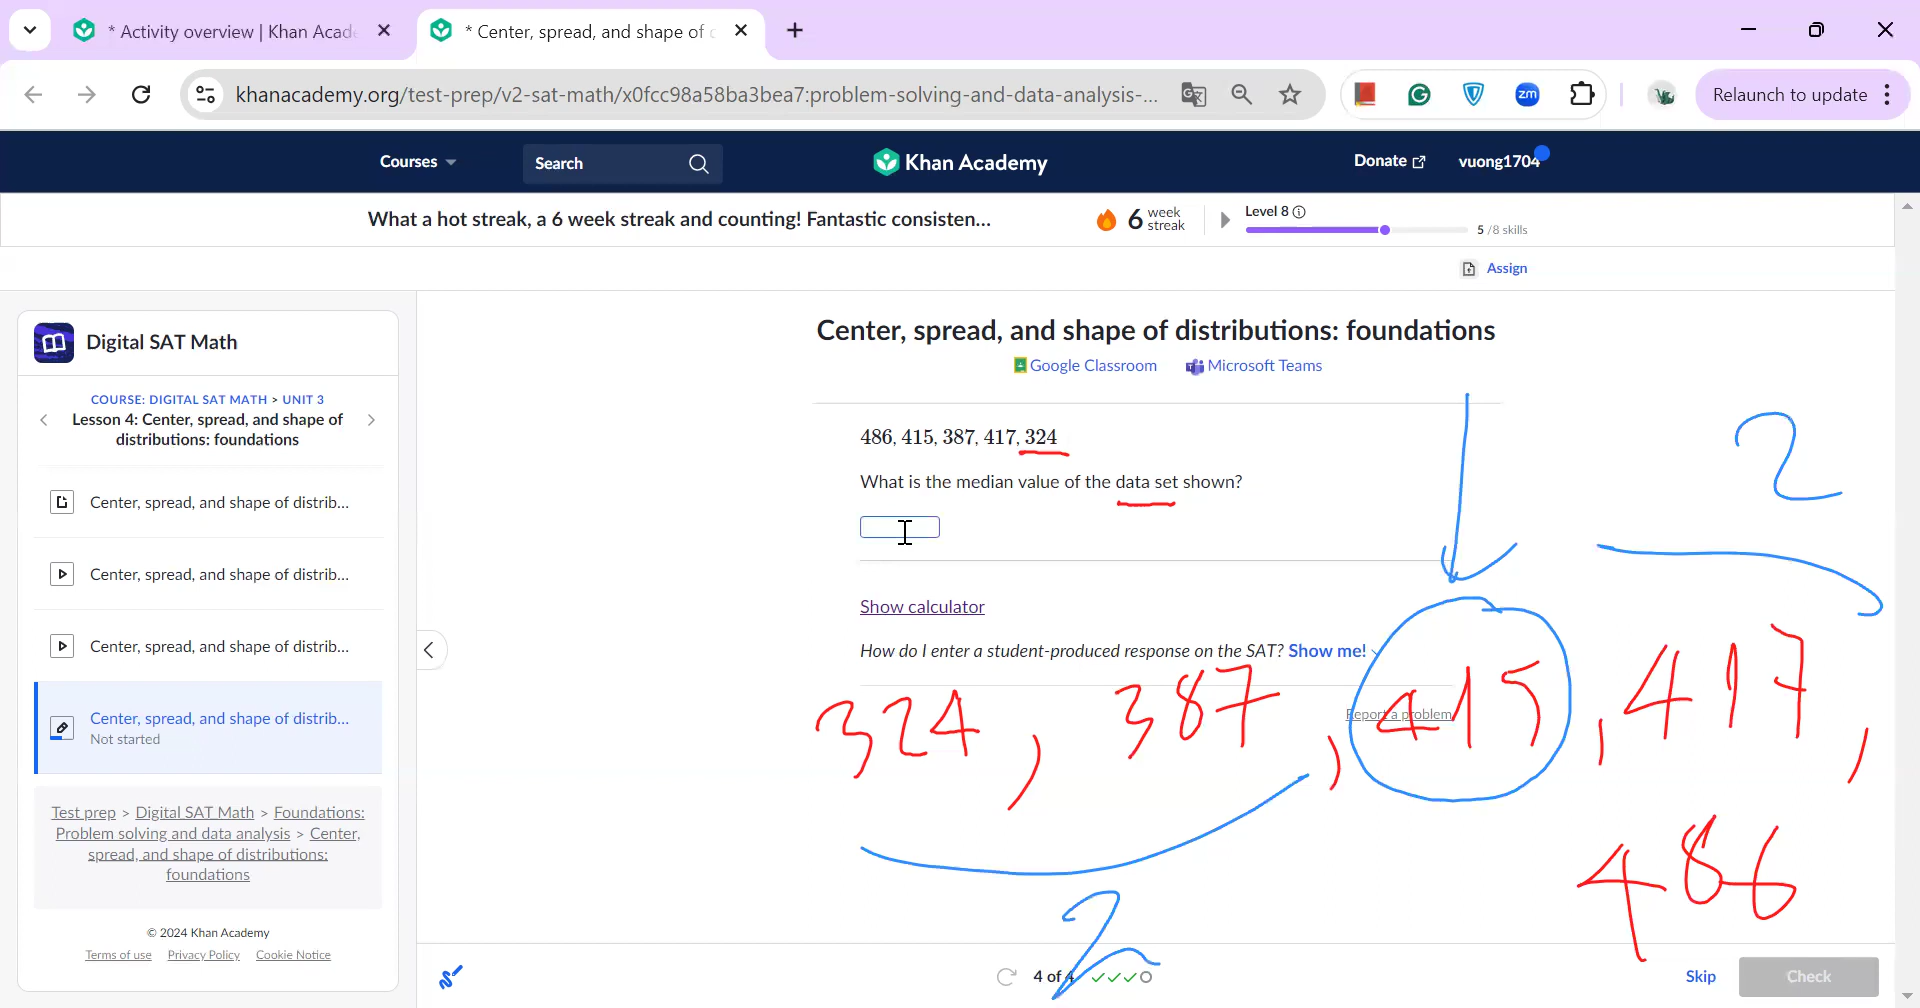 * Activity overview | Khan Acad
* Center, spread, and shape of
khanacademy.org/test-prep/v2-sat-math/x0fcc98a58ba3bea7:problem-solving-and-data-analysis-...
zm
Relaunch to update
Courses
Search
Khan Academy
Donate
vuong1704
What a hot streak, a 6 week streak and counting! Fantastic consisten...
6 week streak
Level 8
5 /8 skills
Assign
Digital SAT Math
COURSE: DIGITAL SAT MATH > UNIT 3
Lesson 4: Center, spread, and shape of
distributions: foundations
Center, spread, and shape of distrib...
Center, spread, and shape of distrib...
Center, spread, and shape of distrib...
Center, spread, and shape of distrib...
Not started
Test prep > Digital SAT Math > Foundations:
Problem solving and data analysis > Center,
spread, and shape of distributions:
foundations
© 2024 Khan Academy
Terms of use Privacy Policy Cookie Notice
Center, spread, and shape of distributions: foundations
Google Classroom Microsoft Teams
486, 415, 387, 417, 324
What is the median value of the data set shown?
Show calculator
How do I enter a student-produced response on the SAT? Show me!
Report a problem
2
324, 387, 415, 417,
486
2
4 of 4
Skip
Check